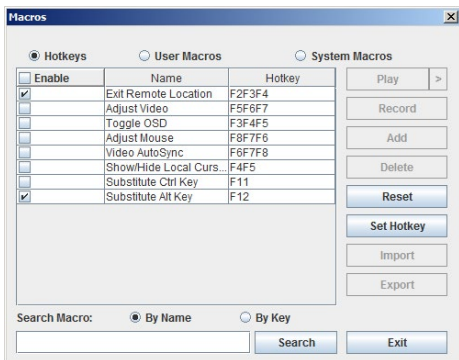 Macros
Hotkeys User Macros System Macros
Enable Name Hotkey
Exit Remote Location F2F3F4
Adjust Video F5F6F7
Toggle OSD F3F4F5
Adjust Mouse F8F7F6
Video AutoSync F6F7F8
Show/Hide Local Curs... F4F5
Substitute Ctrl Key F11
Substitute Alt Key F12
Play >
Record
Add
Delete
Reset
Set Hotkey
Import
Export
Search Macro: By Name By Key
Search Exit